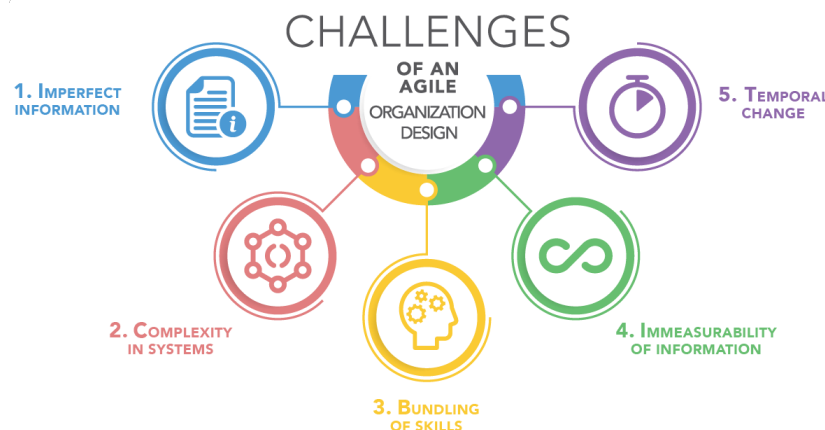 CHALLENGES
OF AN
AGILE
ORGANIZATION
DESIGN
1. IMPERFECT
INFORMATION
2. COMPLEXITY
IN SYSTEMS
3. BUNDLING
OF SKILLS
4. IMMEASURABILITY
OF INFORMATION
5. TEMPORAL
CHANGE
i